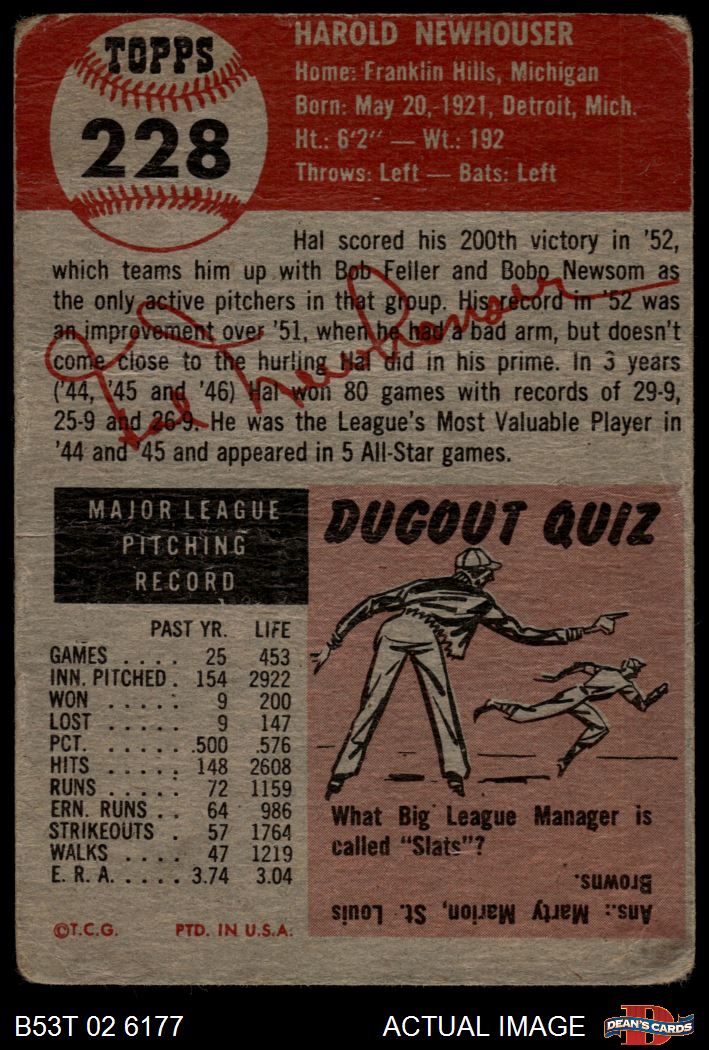 TOPPS
228
HAROLD NEWHOUSER
Home: Franklin Hills, Michigan
Born: May 20, 1921, Detroit, Mich.
Ht.: 6'2" — Wt.: 192
Throws: Left — Bats: Left
Hal scored his 200th victory in '52,
which teams him up with Bob Feller and Bobo Newsom as
the only active pitchers in that group. His record in '52 was
an improvement over '51, when he had a bad arm, but doesn't
come close to the hurling Hal did in his prime. In 3 years
('44, '45 and '46) Hal won 80 games with records of 29-9,
25-9 and 26-9. He was the League's Most Valuable Player in
'44 and '45 and appeared in 5 All-Star games.
Hal Newhouser
MAJOR LEAGUE
PITCHING
RECORD
PAST YR. LIFE
GAMES . . . . 25 453
INN. PITCHED . 154 2922
WON . . . . . 9 200
LOST . . . . . 9 147
PCT. . . . . . .500 .576
HITS . . . . . 148 2608
RUNS . . . . . 72 1159
ERN. RUNS . . 64 986
STRIKEOUTS . 57 1764
WALKS . . . . 47 1219
E. R. A. . . . . . 3.74 3.04
©T.C.G. PTD. IN U.S.A.
DUGOUT QUIZ
What Big League Manager is
called "Slats"?
Ans.: Marty Marion, St. Louis
Browns.
B53T 02 6177
ACTUAL IMAGE
D
DEAN'S CARDS